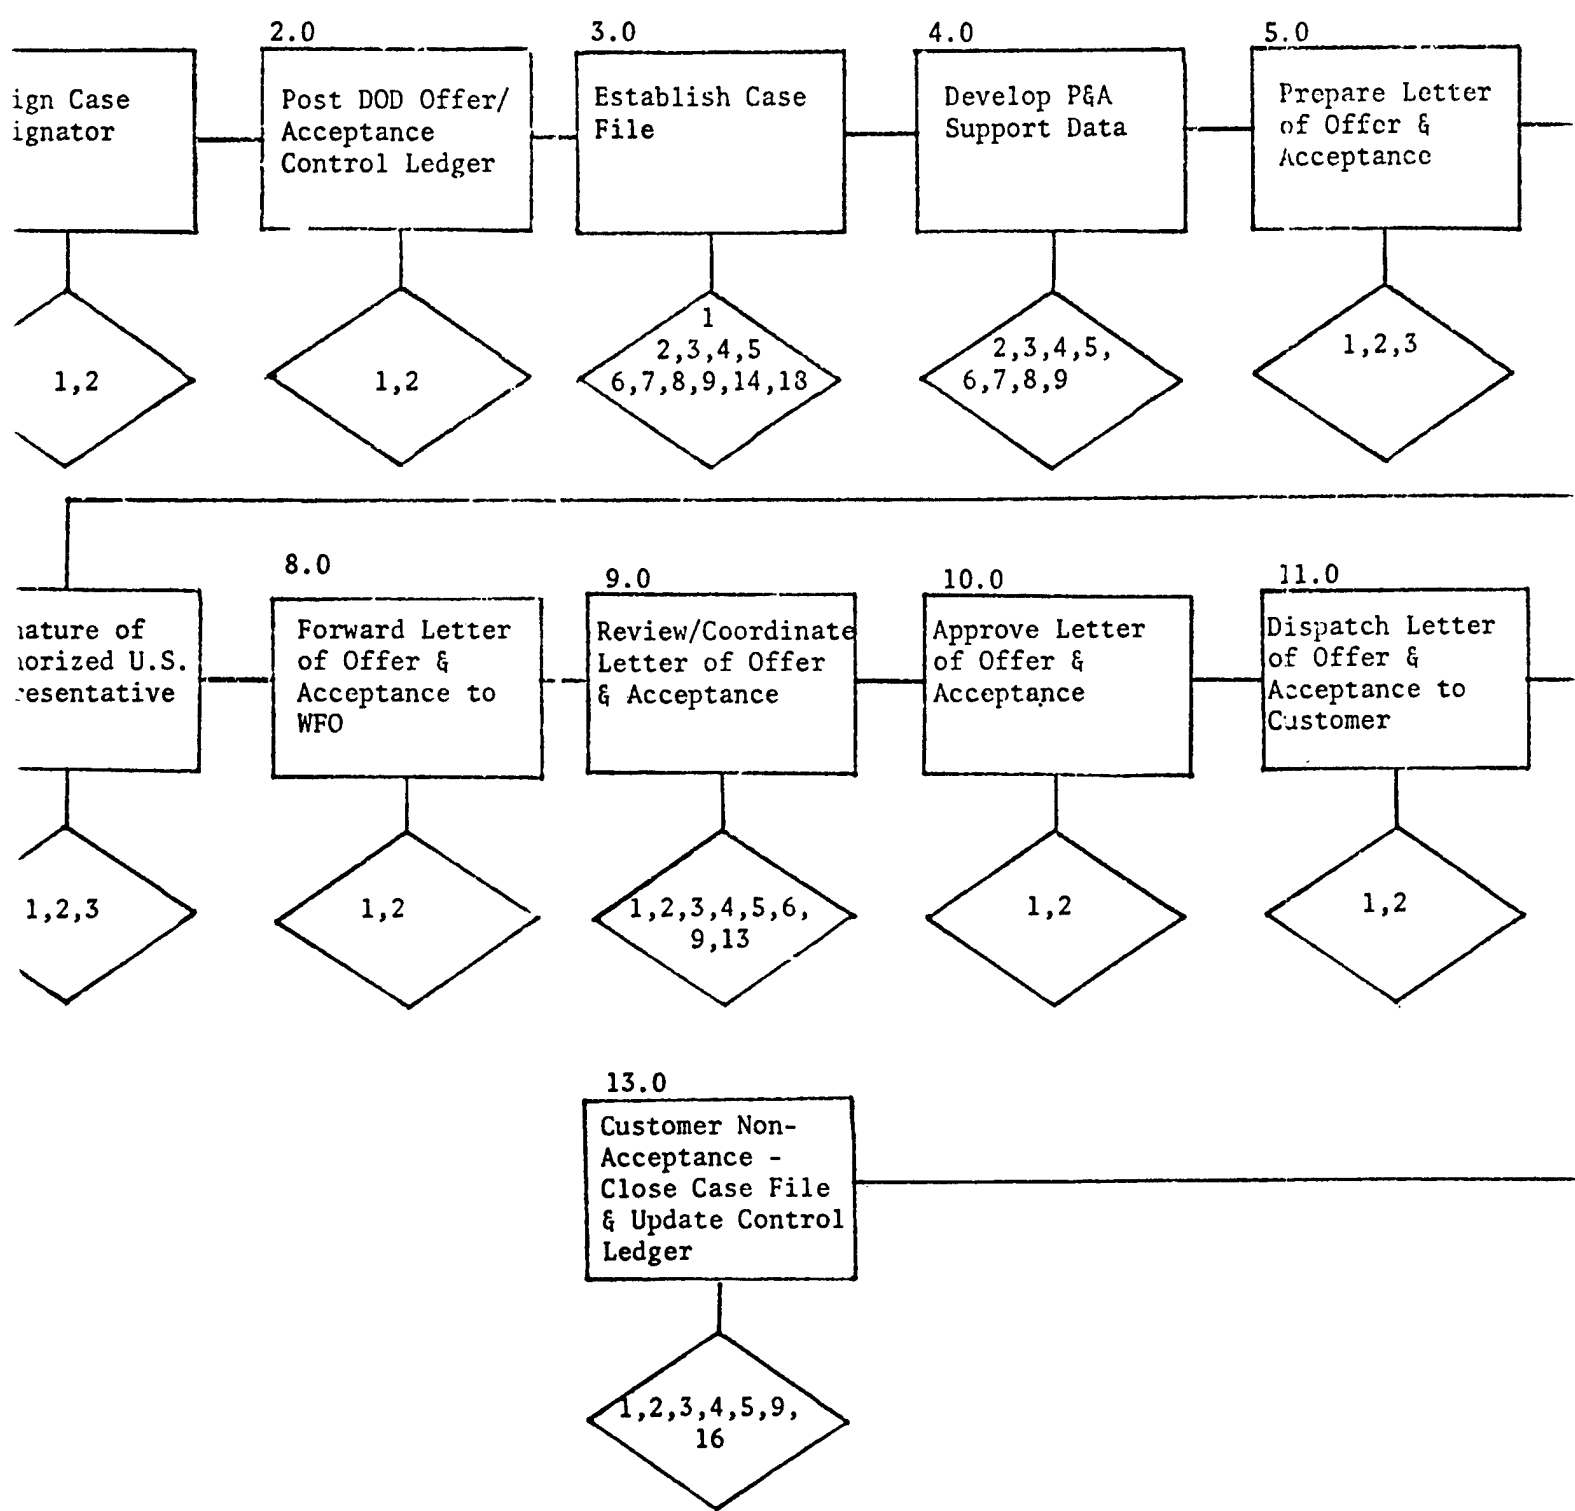 2.0
3.0
4.0
5.0
ign Case
ignator
Post DOD Offer/
Acceptance
Control Ledger
Establish Case
File
Develop P&A
Support Data
Prepare Letter
of Offer &
Acceptance
1,2
1,2
1
2,3,4,5
6,7,8,9,14,18
2,3,4,5,
6,7,8,9
1,2,3
8.0
9.0
10.0
11.0
nature of
horized U.S.
resentative
Forward Letter
of Offer &
Acceptance to
WFO
Review/Coordinate
Letter of Offer
& Acceptance
Approve Letter
of Offer &
Acceptance
Dispatch Letter
of Offer &
Acceptance to
Customer
1,2,3
1,2
1,2,3,4,5,6,
9,13
1,2
1,2
13.0
Customer Non-
Acceptance -
Close Case File
& Update Control
Ledger
1,2,3,4,5,9,
16